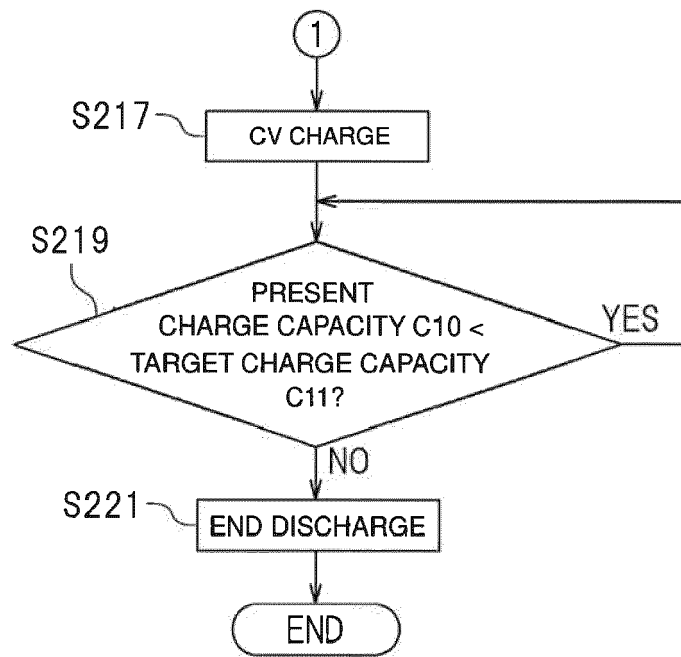 1
S217
CV CHARGE
S219
PRESENT
CHARGE CAPACITY C10 <
TARGET CHARGE CAPACITY
C11?
YES
NO
S221
END DISCHARGE
END